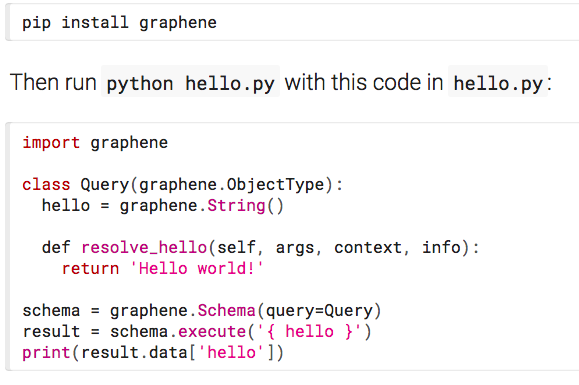 pip install graphene
Then run python hello.py with this code in hello.py:
import graphene
class Query(graphene.ObjectType):
  hello = graphene.String()
  def resolve_hello(self, args, context, info):
    return 'Hello world!'
schema = graphene.Schema(query=Query)
result = schema.execute('{ hello }')
print(result.data['hello'])